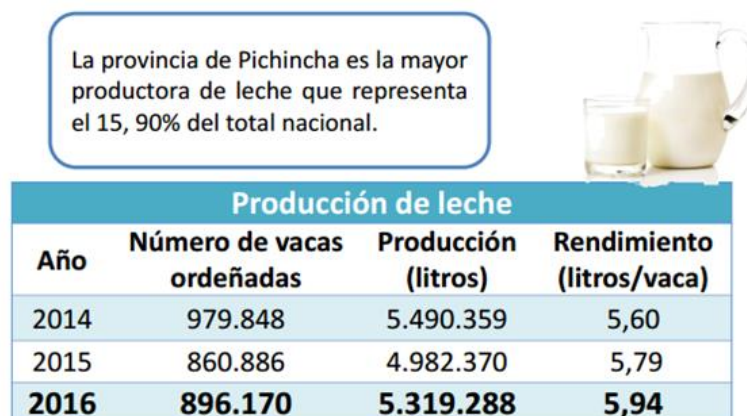 La provincia de Pichincha es la mayor
productora de leche que representa
el 15, 90% del total nacional.
Producción de leche
Año Número de vacas ordeñadas Producción (litros) Rendimiento (litros/vaca)
2014 979.848 5.490.359 5,60
2015 860.886 4.982.370 5,79
2016 896.170 5.319.288 5,94